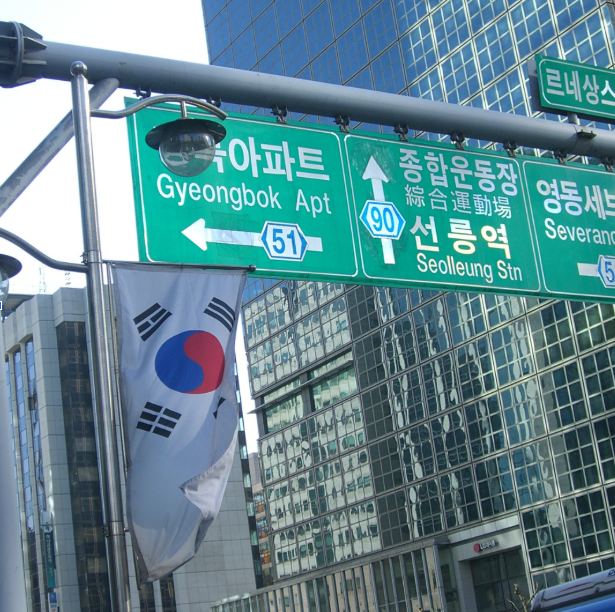 아파트
Gyeongbok Apt
51
종합운동장
綜合運動場
90
선릉역
Seolleung Stn
영동세브
Severanc
5
르네상스